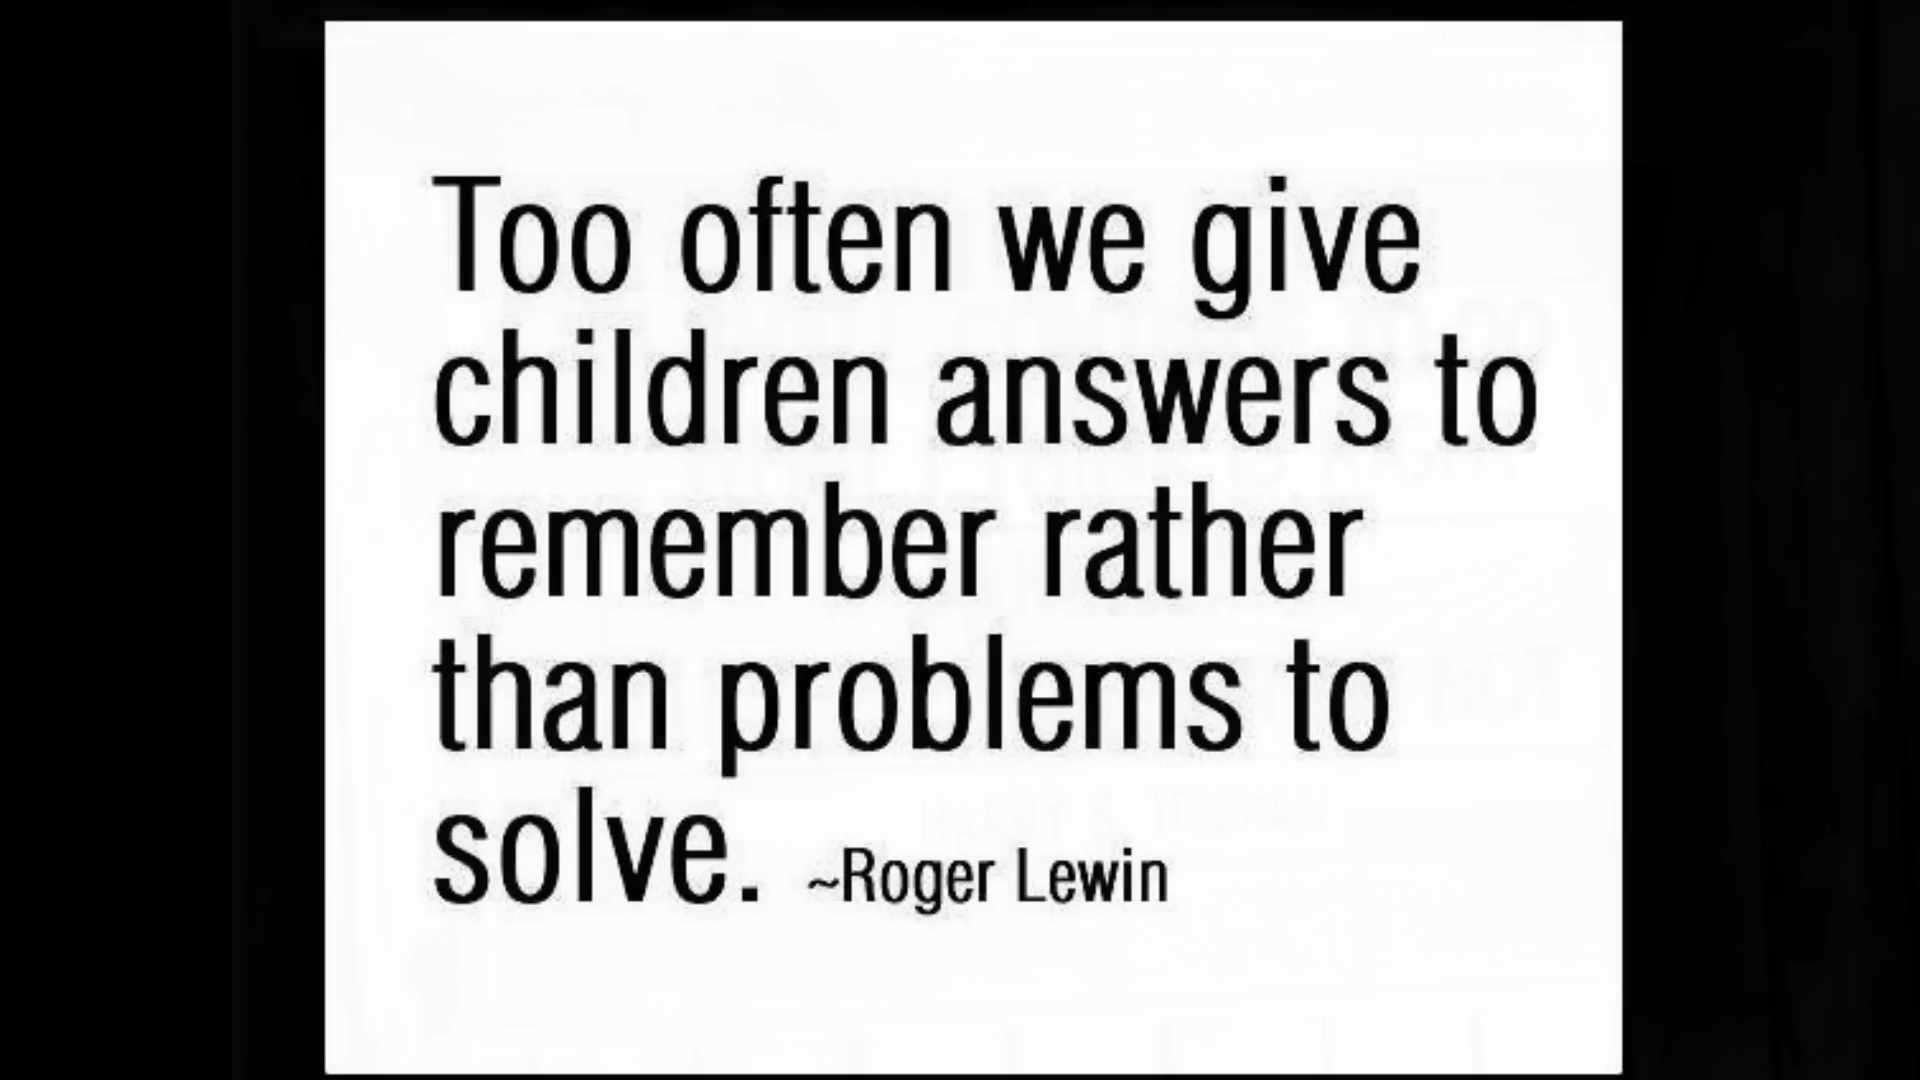 Too often we give
children answers to
remember rather
than problems to
solve. ~Roger Lewin